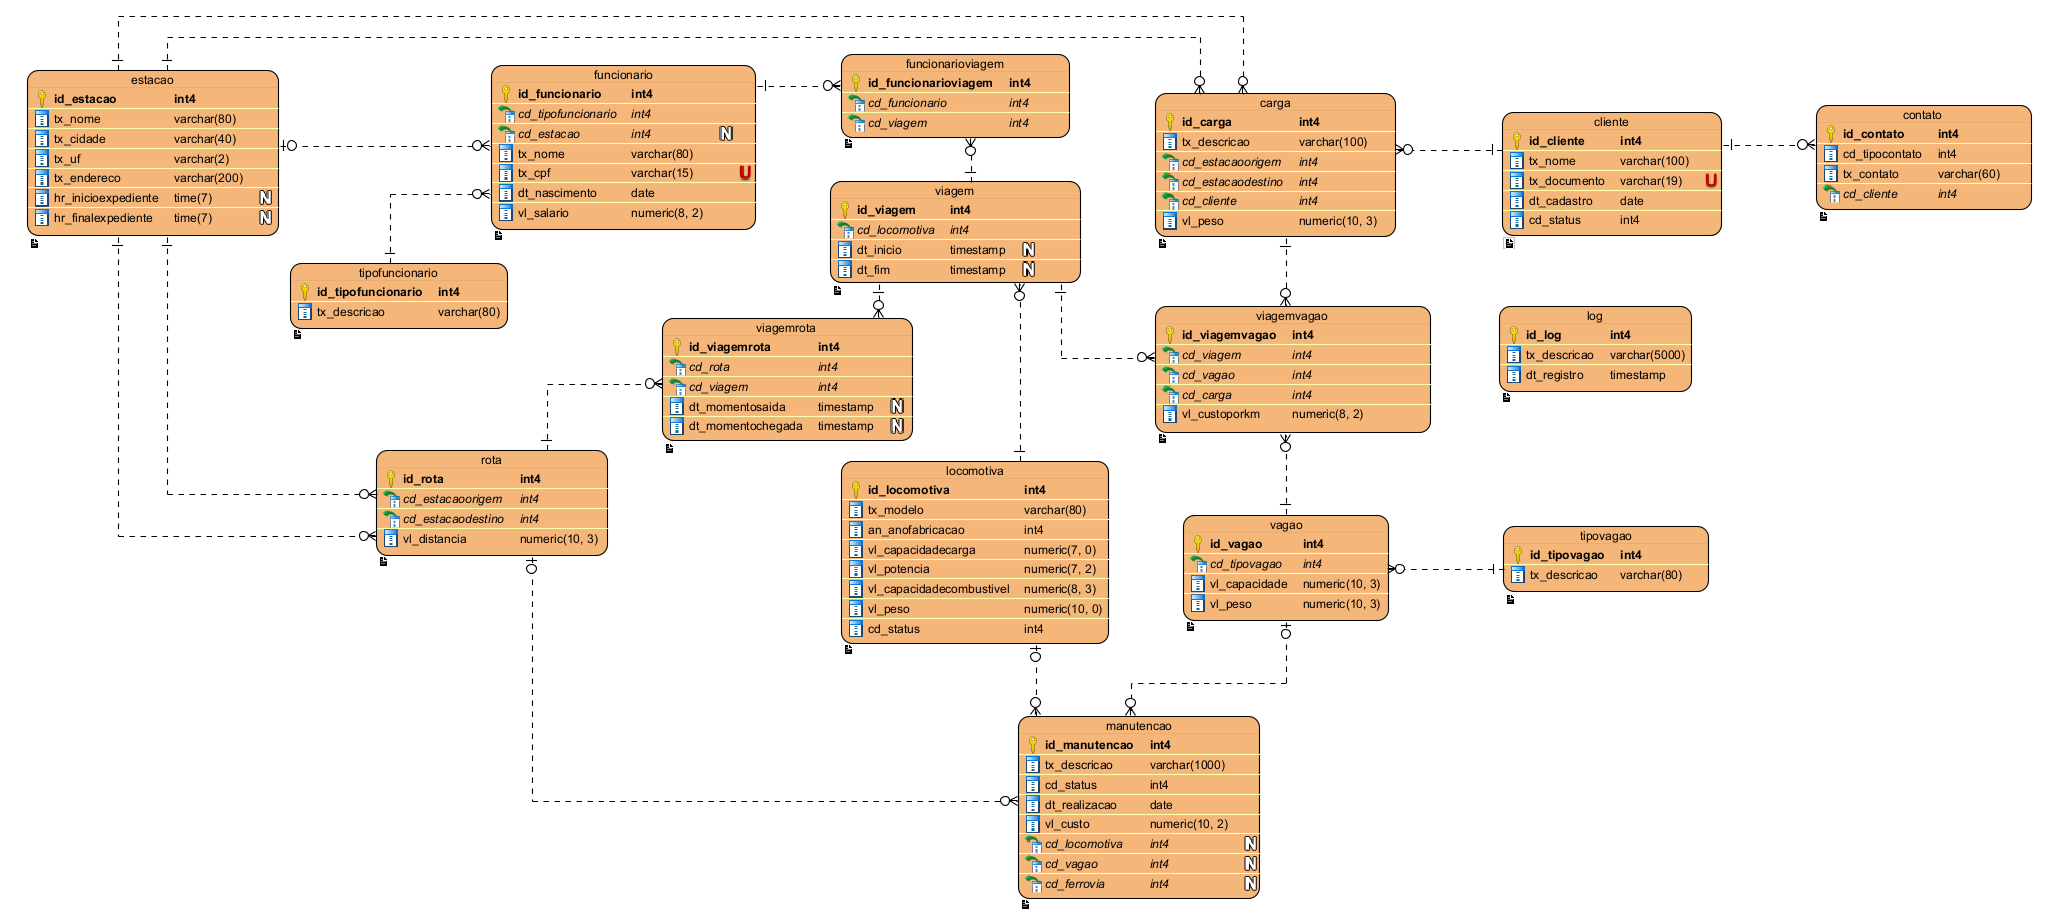 estacao
id_estacao int4
tx_nome varchar(80)
tx_cidade varchar(40)
tx_uf varchar(2)
tx_endereco varchar(200)
hr_inicioexpediente time(7) N
hr_finalexpediente time(7) N
funcionario
id_funcionario int4
cd_tipofuncionario int4
cd_estacao int4 N
tx_nome varchar(80)
tx_cpf varchar(15) U
dt_nascimento date
vl_salario numeric(8, 2)
funcionarioviagem
id_funcionarioviagem int4
cd_funcionario int4
cd_viagem int4
carga
id_carga int4
tx_descricao varchar(100)
cd_estacaoorigem int4
cd_estacaodestino int4
cd_cliente int4
vl_peso numeric(10, 3)
cliente
id_cliente int4
tx_nome varchar(100)
tx_documento varchar(19) U
dt_cadastro date
cd_status int4
contato
id_contato int4
cd_tipocontato int4
tx_contato varchar(60)
cd_cliente int4
tipofuncionario
id_tipofuncionario int4
tx_descricao varchar(80)
viagem
id_viagem int4
cd_locomotiva int4
dt_inicio timestamp N
dt_fim timestamp N
viagemrota
id_viagemrota int4
cd_rota int4
cd_viagem int4
dt_momentosaida timestamp N
dt_momentochegada timestamp N
viagemvagao
id_viagemvagao int4
cd_viagem int4
cd_vagao int4
cd_carga int4
vl_custoporkm numeric(8, 2)
log
id_log int4
tx_descricao varchar(5000)
dt_registro timestamp
rota
id_rota int4
cd_estacaoorigem int4
cd_estacaodestino int4
vl_distancia numeric(10, 3)
locomotiva
id_locomotiva int4
tx_modelo varchar(80)
an_anofabricacao int4
vl_capacidadecarga numeric(7, 0)
vl_potencia numeric(7, 2)
vl_capacidadecombustivel numeric(8, 3)
vl_peso numeric(10, 0)
cd_status int4
vagao
id_vagao int4
cd_tipovagao int4
vl_capacidade numeric(10, 3)
vl_peso numeric(10, 3)
tipovagao
id_tipovagao int4
tx_descricao varchar(80)
manutencao
id_manutencao int4
tx_descricao varchar(1000)
cd_status int4
dt_realizacao date
vl_custo numeric(10, 2)
cd_locomotiva int4 N
cd_vagao int4 N
cd_ferrovia int4 N